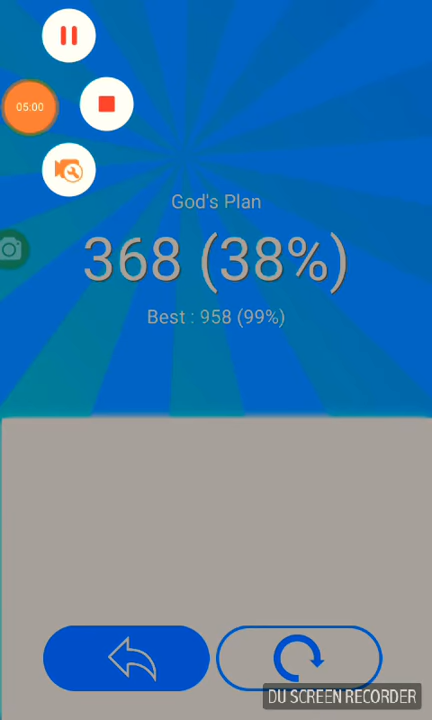 05:00
God's Plan
368 (38%)
Best : 958 (99%)
DU SCREEN RECORDER